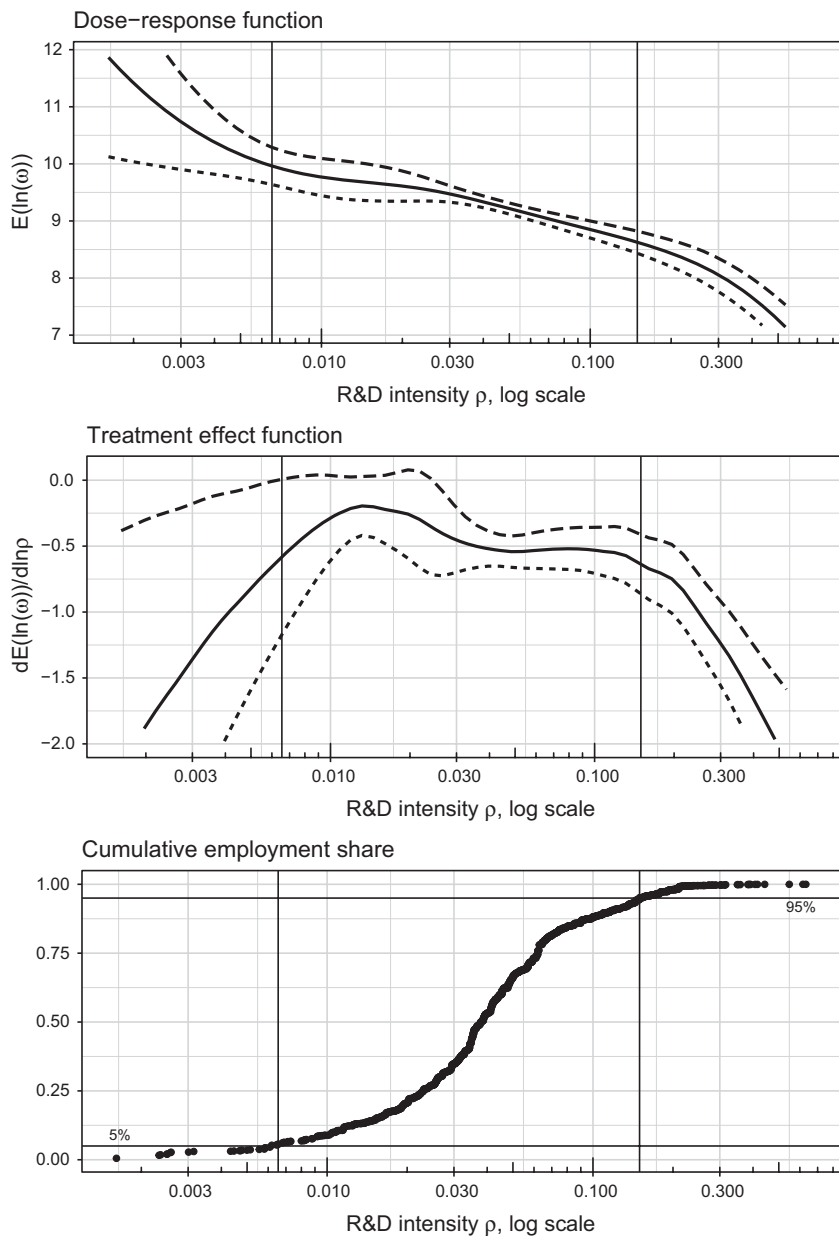 Dose−response function
12
11
10
9
8
7
E(ln(ω))
0.003 0.010 0.030 0.100 0.300
R&D intensity ρ, log scale
Treatment effect function
0.0
−0.5
−1.0
−1.5
−2.0
dE(ln(ω))/dlnρ
0.003 0.010 0.030 0.100 0.300
R&D intensity ρ, log scale
Cumulative employment share
1.00
95%
0.75
0.50
0.25
5%
0.00
0.003 0.010 0.030 0.100 0.300
R&D intensity ρ, log scale